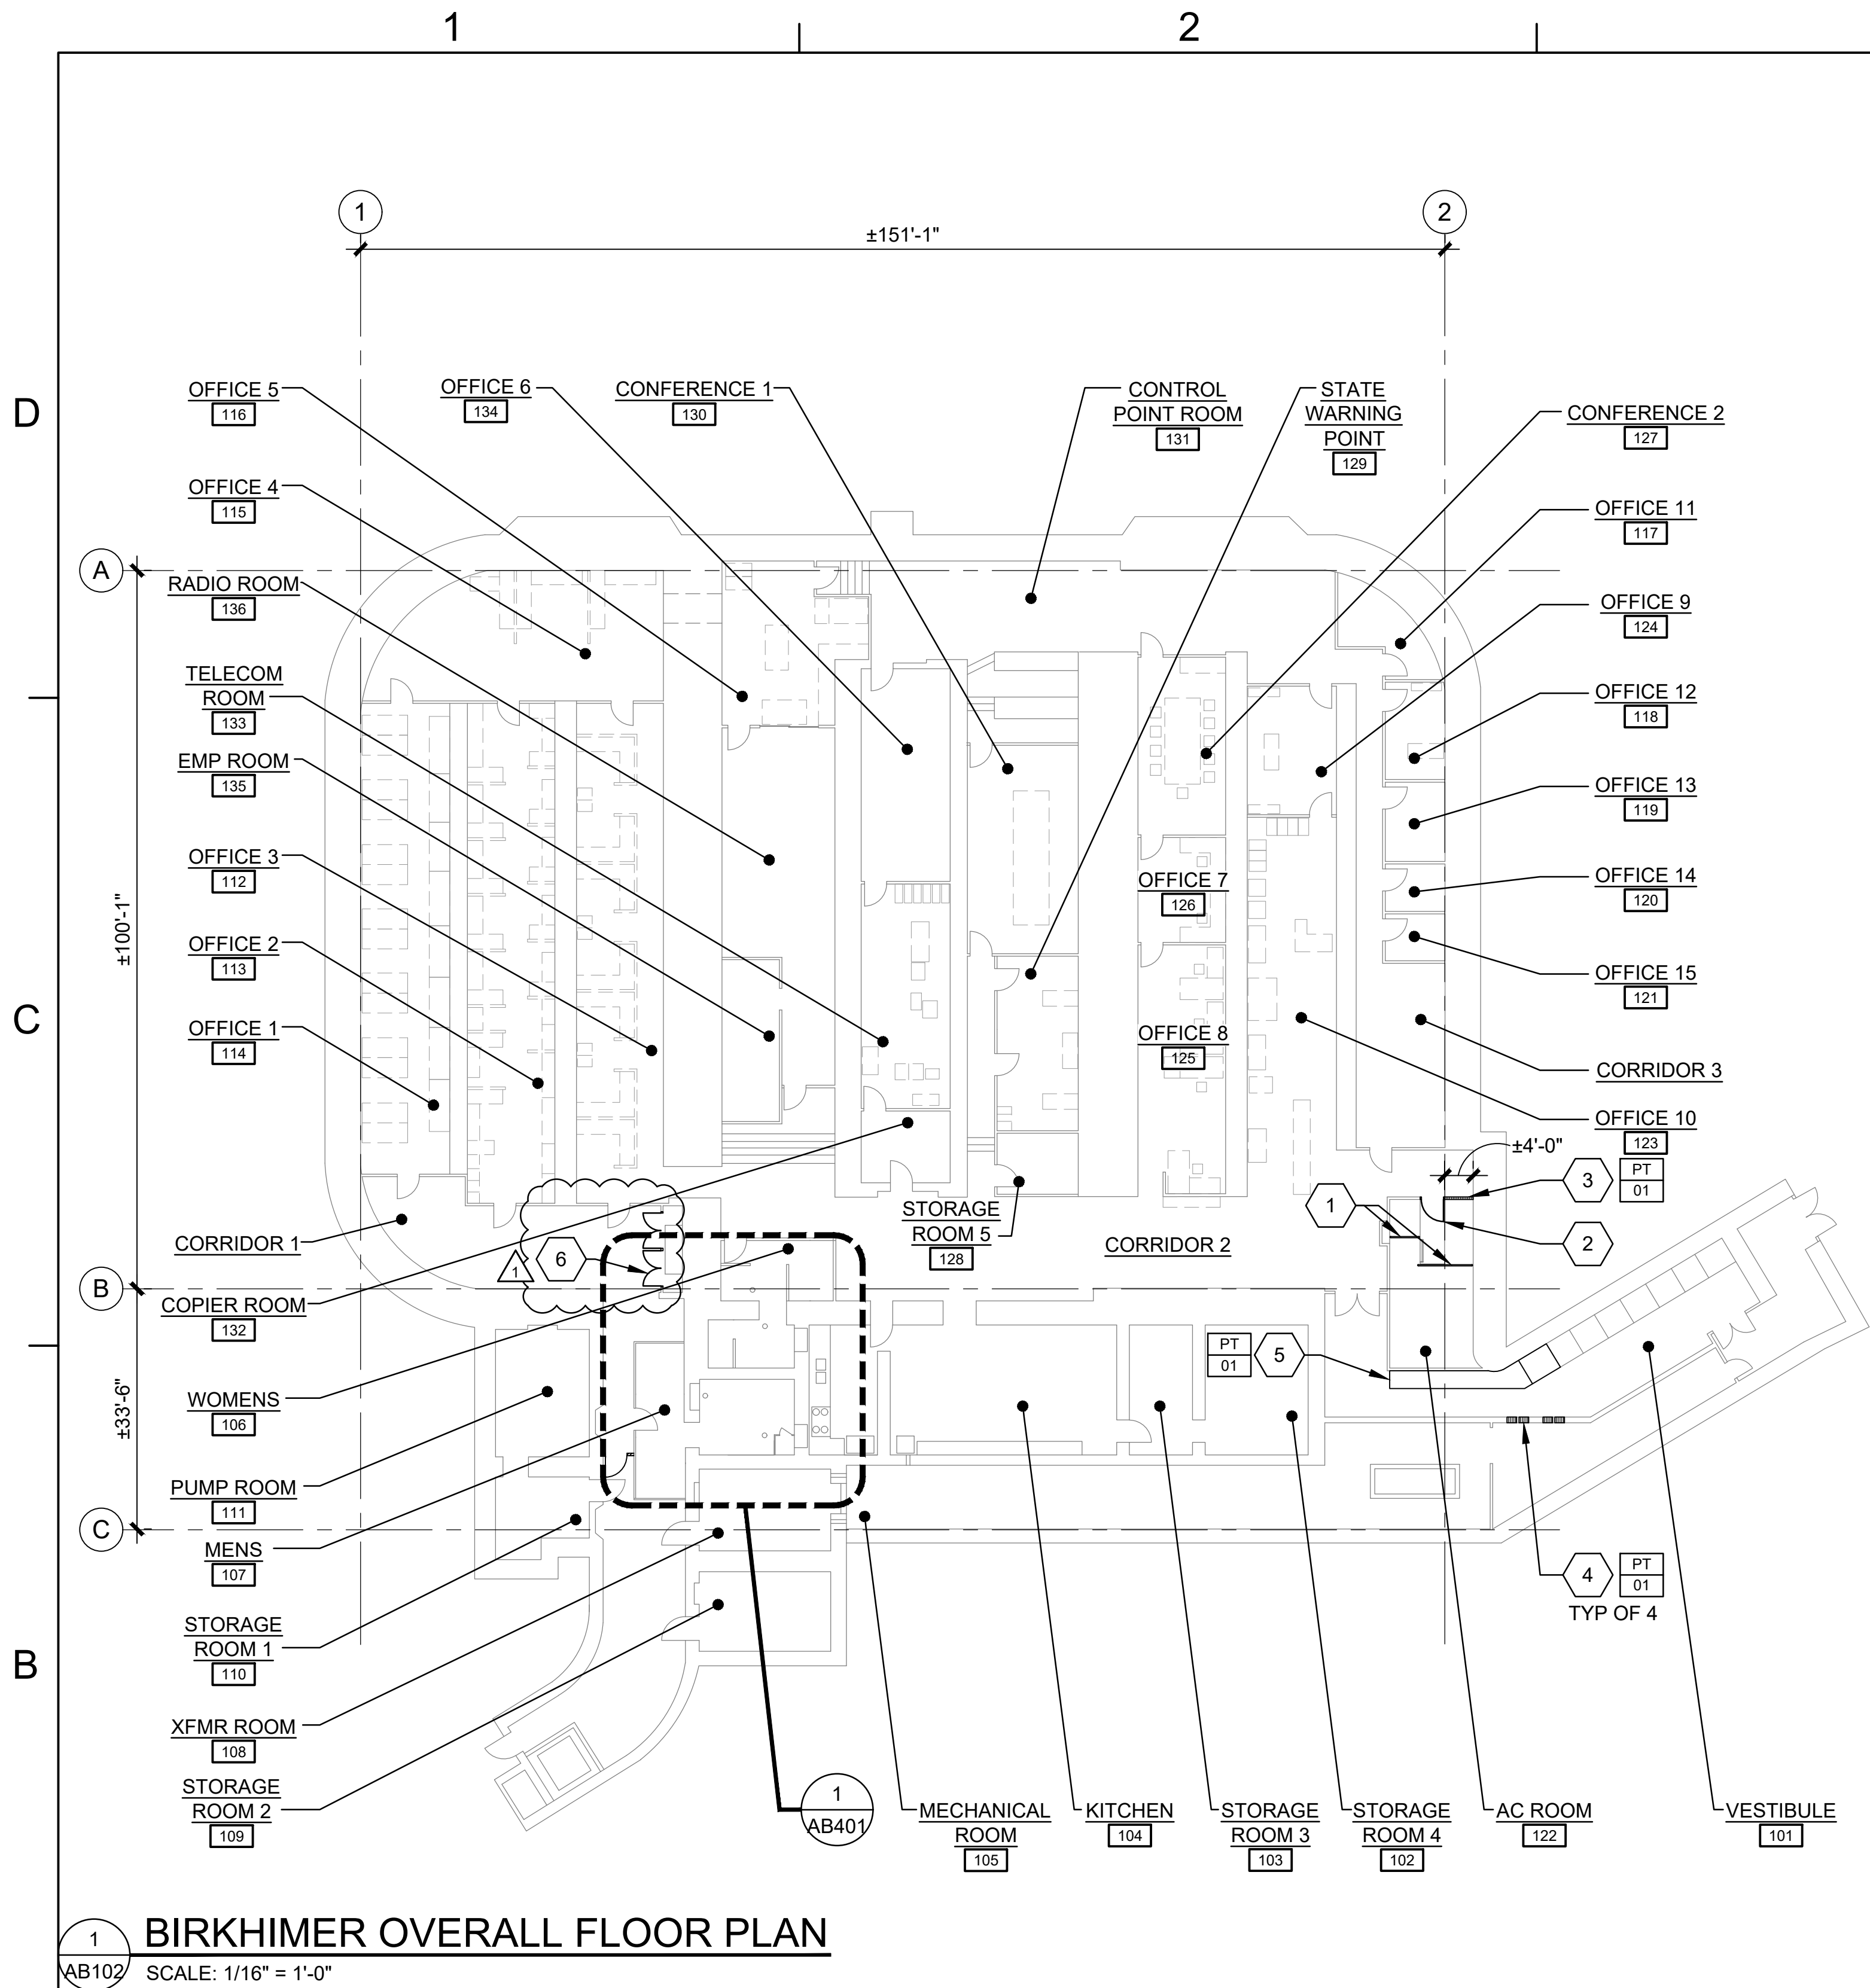 1
2
1
2
±151'-1"
D
OFFICE 5
116
OFFICE 6
134
CONFERENCE 1
130
CONTROL
POINT ROOM
131
STATE
WARNING
POINT
129
CONFERENCE 2
127
OFFICE 4
115
OFFICE 11
117
A
RADIO ROOM
136
OFFICE 9
124
TELECOM
ROOM
133
OFFICE 12
118
EMP ROOM
135
OFFICE 13
119
OFFICE 3
112
OFFICE 7
126
OFFICE 14
120
±100'-1"
OFFICE 2
113
OFFICE 15
121
C
OFFICE 1
114
OFFICE 8
125
CORRIDOR 3
OFFICE 10
123
±4'-0"
3
PT
01
1
2
STORAGE
ROOM 5
128
CORRIDOR 2
CORRIDOR 1
1
6
B
COPIER ROOM
132
PT
01
5
±33'-6"
WOMENS
106
PUMP ROOM
111
C
MENS
107
4
PT
01
TYP OF 4
STORAGE
ROOM 1
110
B
XFMR ROOM
108
STORAGE
ROOM 2
109
1
AB401
MECHANICAL
ROOM
105
KITCHEN
104
STORAGE
ROOM 3
103
STORAGE
ROOM 4
102
AC ROOM
122
VESTIBULE
101
1
AB102
BIRKHIMER OVERALL FLOOR PLAN
SCALE: 1/16" = 1'-0"